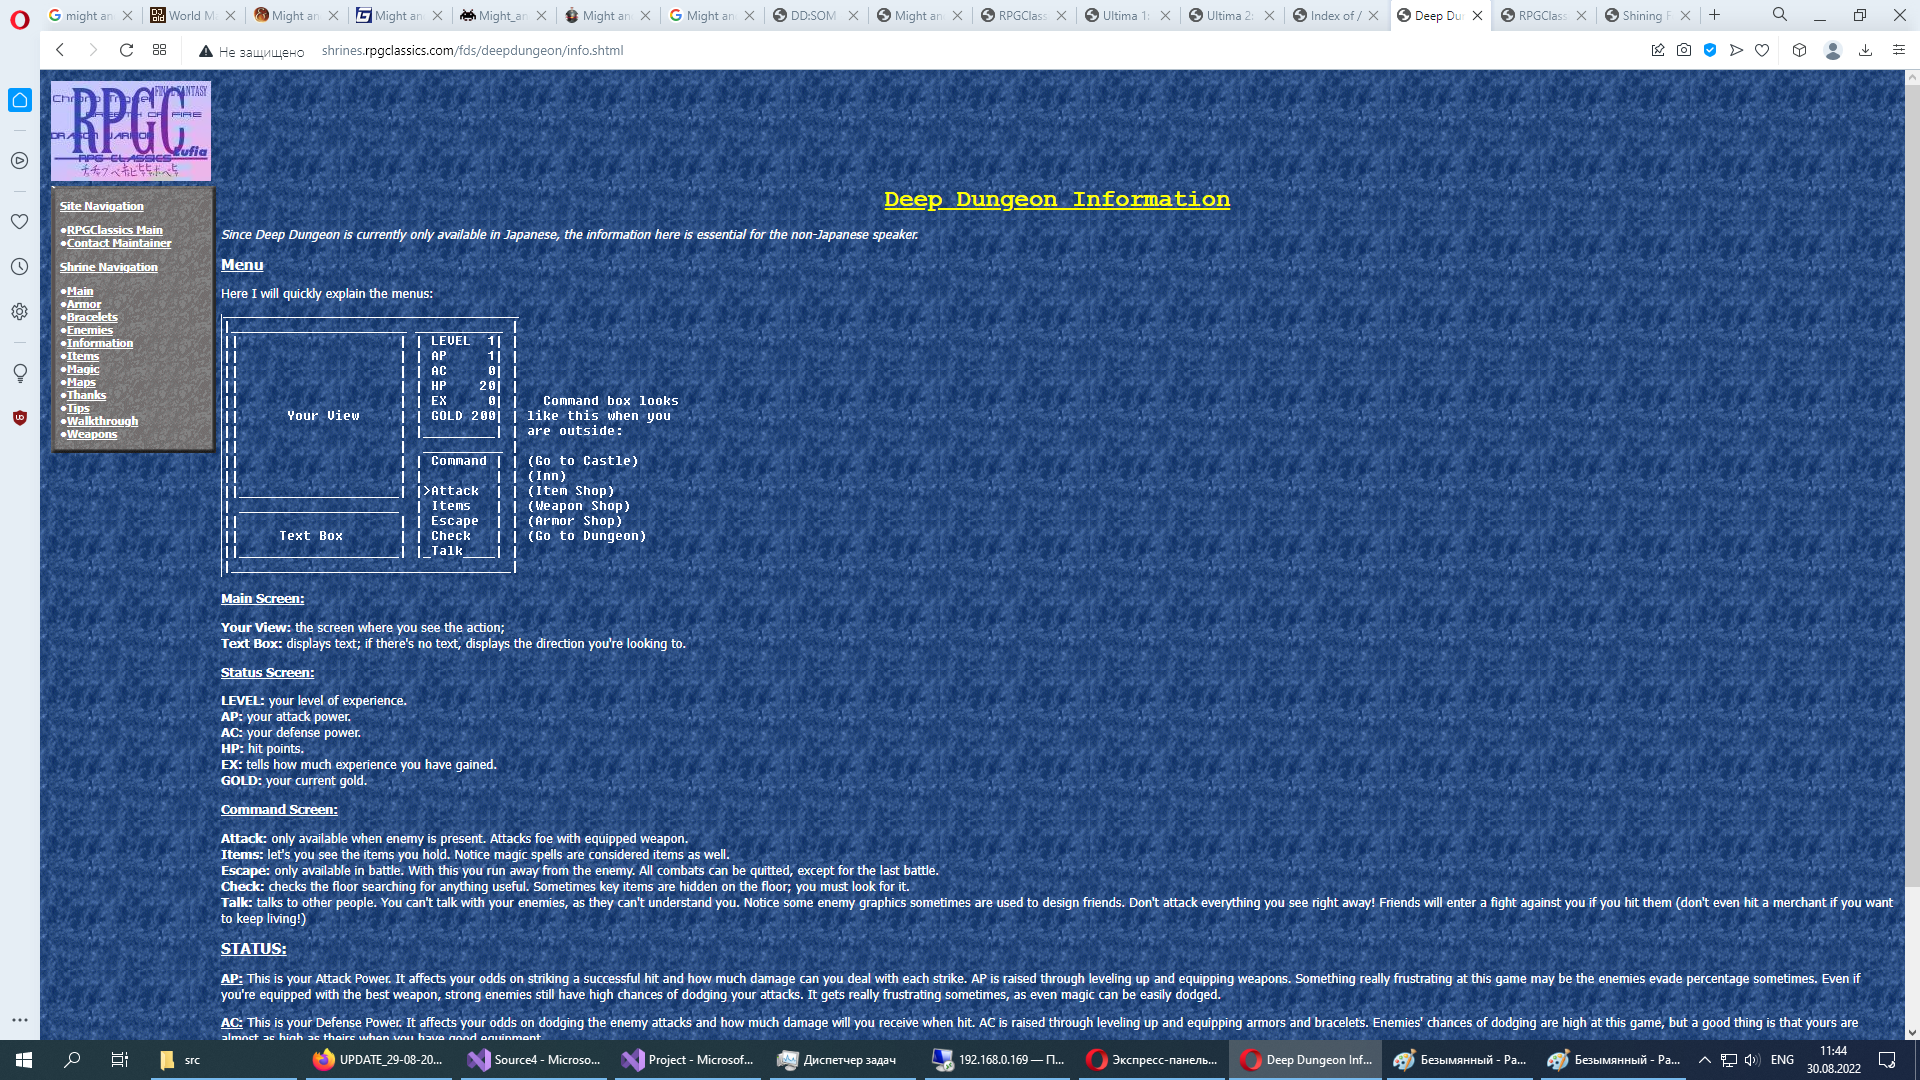 might an
World M
Might an
Might an
Might_an
Might an
Might an
DD:SOM
Might an
RPGClass
Ultima 1:
Ultima 2:
Index of /
Deep Dun
RPGClass
Shining F
Не защищено shrines.rpgclassics.com/fds/deepdungeon/info.shtml
Chrono Trigger FINAL FANTASY
BREATH OF FIRE
RPGC
DRAGON WARRIOR
Lufia
RPG CLASSICS
Site Navigation
●RPGClassics Main
●Contact Maintainer
Shrine Navigation
●Main
●Armor
●Bracelets
●Enemies
●Information
●Items
●Magic
●Maps
●Thanks
●Tips
●Walkthrough
●Weapons
Deep Dungeon Information
Since Deep Dungeon is currently only available in Japanese, the information here is essential for the non-Japanese speaker.
Menu
Here I will quickly explain the menus:
LEVEL 1
AP 1
AC 0
HP 20
EX 0 Command box looks
Your View GOLD 200 like this when you
are outside:
Command (Go to Castle)
(Inn)
>Attack (Item Shop)
Items (Weapon Shop)
Escape (Armor Shop)
Text Box Check (Go to Dungeon)
Talk
Main Screen:
Your View: the screen where you see the action;
Text Box: displays text; if there's no text, displays the direction you're looking to.
Status Screen:
LEVEL: your level of experience.
AP: your attack power.
AC: your defense power.
HP: hit points.
EX: tells how much experience you have gained.
GOLD: your current gold.
Command Screen:
Attack: only available when enemy is present. Attacks foe with equipped weapon.
Items: let's you see the items you hold. Notice magic spells are considered items as well.
Escape: only available in battle. With this you run away from the enemy. All combats can be quitted, except for the last battle.
Check: checks the floor searching for anything useful. Sometimes key items are hidden on the floor; you must look for it.
Talk: talks to other people. You can't talk with your enemies, as they can't understand you. Notice some enemy graphics sometimes are used to design friends. Don't attack everything you see right away! Friends will enter a fight against you if you hit them (don't even hit a merchant if you want
to keep living!)
STATUS:
AP: This is your Attack Power. It affects your odds on striking a successful hit and how much damage can you deal with each strike. AP is raised through leveling up and equipping weapons. Something really frustrating at this game may be the enemies evade percentage sometimes. Even if
you're equipped with the best weapon, strong enemies still have high chances of dodging your attacks. It gets really frustrating sometimes, as even magic can be easily dodged.
AC: This is your Defense Power. It affects your odds on dodging the enemy attacks and how much damage will you receive when hit. AC is raised through leveling up and equipping armors and bracelets. Enemies' chances of dodging are high at this game, but a good thing is that yours are
almost as high as theirs when you have good equipment.
src
UPDATE_29-08-20...
Source4 - Microso...
Project - Microsof...
Диспетчер задач
192.168.0.169 — П...
Экспресс-панель...
Deep Dungeon Inf...
Безымянный - Pa...
Безымянный - Pa...
ENG
11:44
30.08.2022